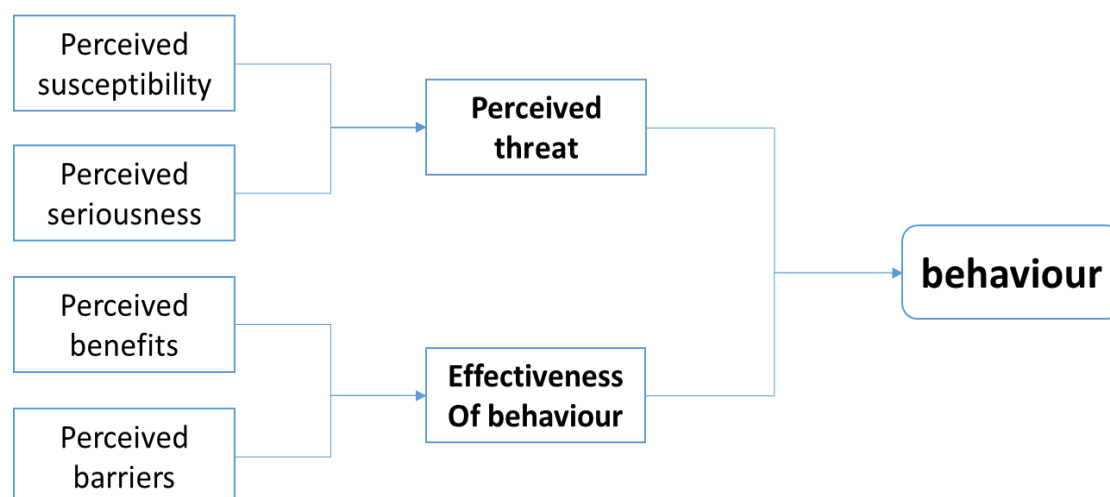 Perceived
susceptibility
Perceived
seriousness
Perceived
benefits
Perceived
barriers
Perceived
threat
Effectiveness
Of behaviour
behaviour